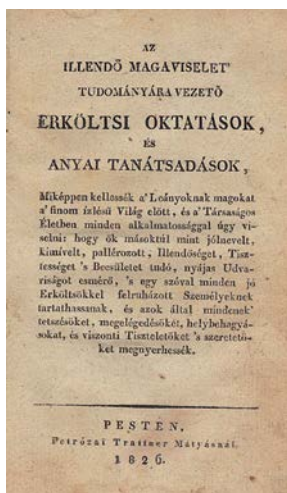 AZ
ILLENDŐ MAGAVISELET'
TUDOMÁNYÁRA VEZETŐ
ERKÖLTSI OKTATÁSOK,
ÉS
ANYAI TANÁTSADÁSOK,
Miképpen kellessék a' Leányoknak magokat
a' finom ízlésű Világ előtt, és a' Társaságos
Életben minden alkalmatossággal úgy vi-
selni: hogy ők másoktúl mint jólnevelt,
kimívelt, pallérozott, Illendőséget, Tisz-
tességet 's Becsületet tudó, nyájas Udva-
riságot esmérő, 's egy szóval minden jó
Erköltsökkel felruházott Személyeknek
tartathassanak, és azok által mindenek'
tetszésöket, megelégedésöket, helybehagyá-
sokat, és viszonti Tiszteletöket 's szeretetö-
ket megnyerhessék.
PESTEN,
Petrózai Trattner Mátyásnál.
1826.